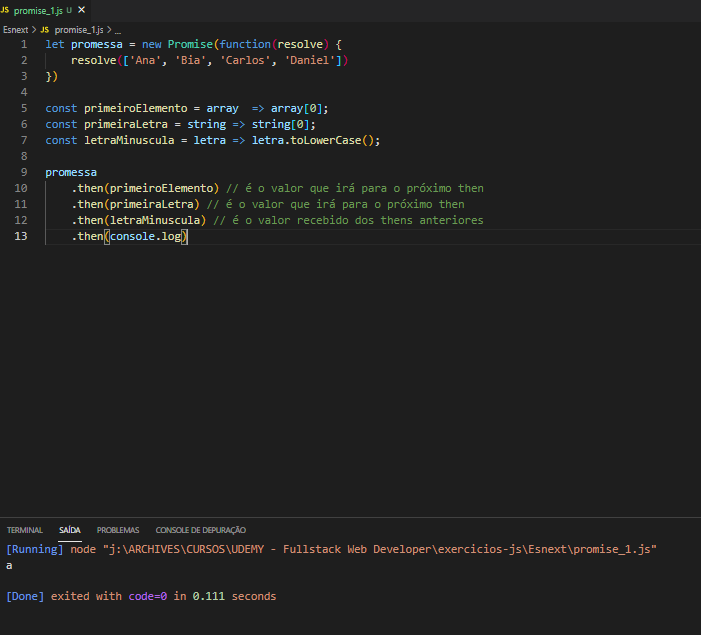 JS promise_1.js U ×
Esnext > JS promise_1.js > ...
1 let promessa = new Promise(function(resolve) {
2 resolve(['Ana', 'Bia', 'Carlos', 'Daniel'])
3 })
4
5 const primeiroElemento = array  => array[0];
6 const primeiraLetra = string => string[0];
7 const letraMinuscula = letra => letra.toLowerCase();
8
9 promessa
10 .then(primeiroElemento) // é o valor que irá para o próximo then
11 .then(primeiraLetra) // é o valor que irá para o próximo then
12 .then(letraMinuscula) // é o valor recebido dos thens anteriores
13 .then(console.log)
TERMINAL SAÍDA PROBLEMAS CONSOLE DE DEPURAÇÃO
[Running] node "j:\ARCHIVES\CURSOS\UDEMY - Fullstack Web Developer\exercicios-js\Esnext\promise_1.js"
a
[Done] exited with code=0 in 0.111 seconds